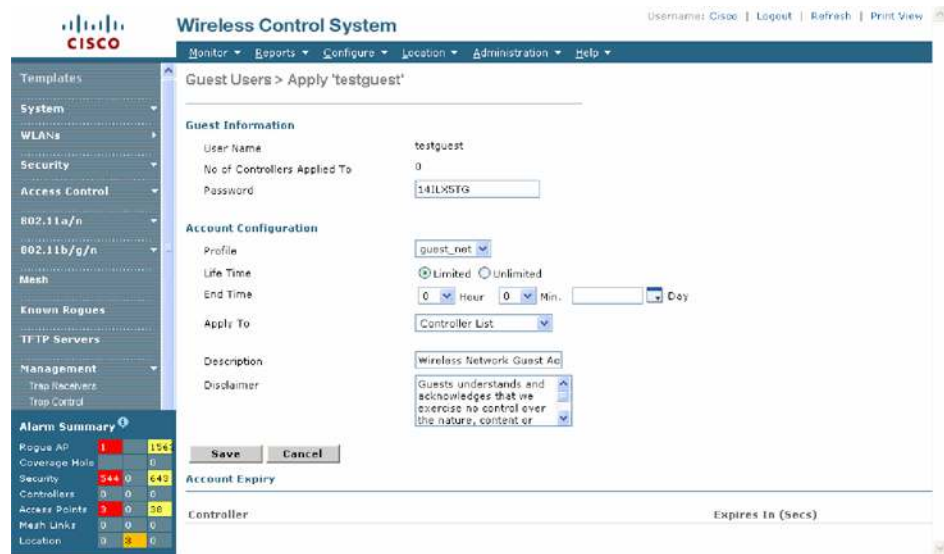 Username: Cisco | Logout | Refresh | Print View
CISCO
Wireless Control System
Monitor Reports Configure Location Administration Help
Templates
System
WLANs
Security
Access Control
802.11a/n
802.11b/g/n
Mesh
Known Rogues
TFTP Servers
Management
Trap Receivers
Trap Control
Alarm Summary
Rogue AP 1
Coverage Hole 0
Security 544 0 643
Controllers 0 0 0
Access Points 3 0 38
Mesh Links 0 0 0
Location 0 3 0
Guest Users > Apply 'testguest'
Guest Information
User Name testguest
No of Controllers Applied To 0
Password 14ILX5TG
Account Configuration
Profile guest_net
Life Time Limited Unlimited
End Time 0 Hour 0 Min. Day
Apply To Controller List
Description Wireless Network Guest Ac
Disclaimer Guests understands and
acknowledges that we
exercise no control over
the nature, content or
Save Cancel
Account Expiry
Controller Expires In (Secs)